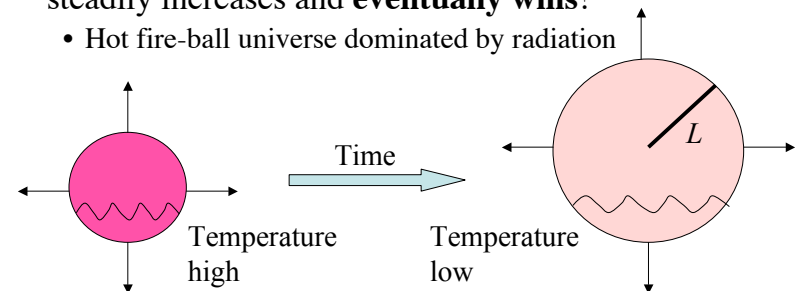 steadily increases and eventually wins!
• Hot fire-ball universe dominated by radiation
L
Time
Temperature
high
Temperature
low